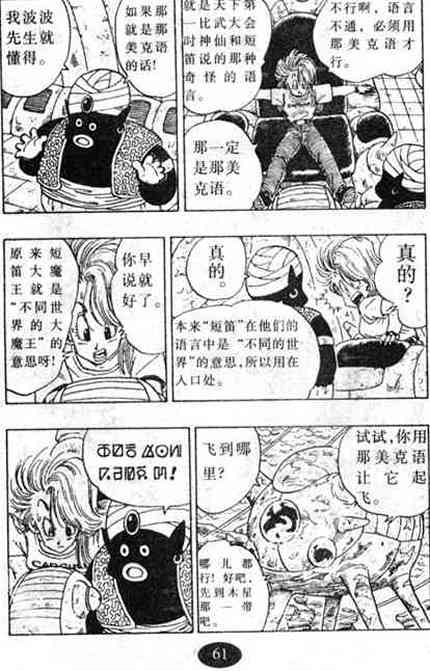 不行啊，语言
不通，必须用
那美克语才
行。
就是天下第
一比武大会
时神仙和短
笛说的那种
奇怪的语
言。
那一定
是那美
克语。
如果那
就是那
美克语
的话!
我波波
先生就
懂得。
真的?
真的。
本来“短笛”在他们的
语言中是“不同的世
界”的意思,所以用在
人口处。
你早
说就
好了。
原来短
笛大魔
王就是
“不同世
界的大
魔王”的
意思呀!
试试,你用
那美克语
让它起
飞。
飞到哪
里?
哪儿都
行!好吧,
先到木星
那一带
吧。
61